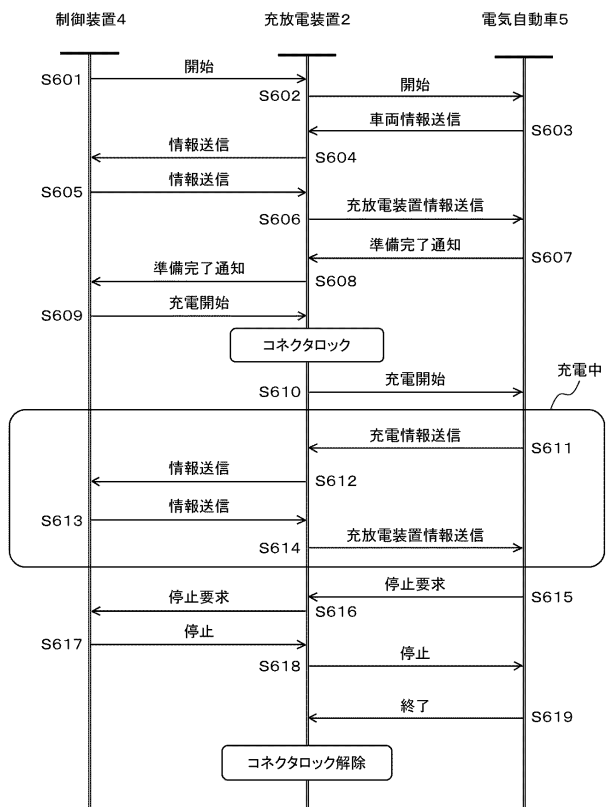 制御装置4
充放電装置2
電気自動車5
S601
開始
S602
開始
車両情報送信
S603
情報送信
S604
S605
情報送信
S606
充放電装置情報送信
準備完了通知
S607
準備完了通知
S608
S609
充電開始
コネクタロック
S610
充電開始
充電中
充電情報送信
S611
情報送信
S612
S613
情報送信
S614
充放電装置情報送信
停止要求
S615
停止要求
S616
S617
停止
S618
停止
終了
S619
コネクタロック解除